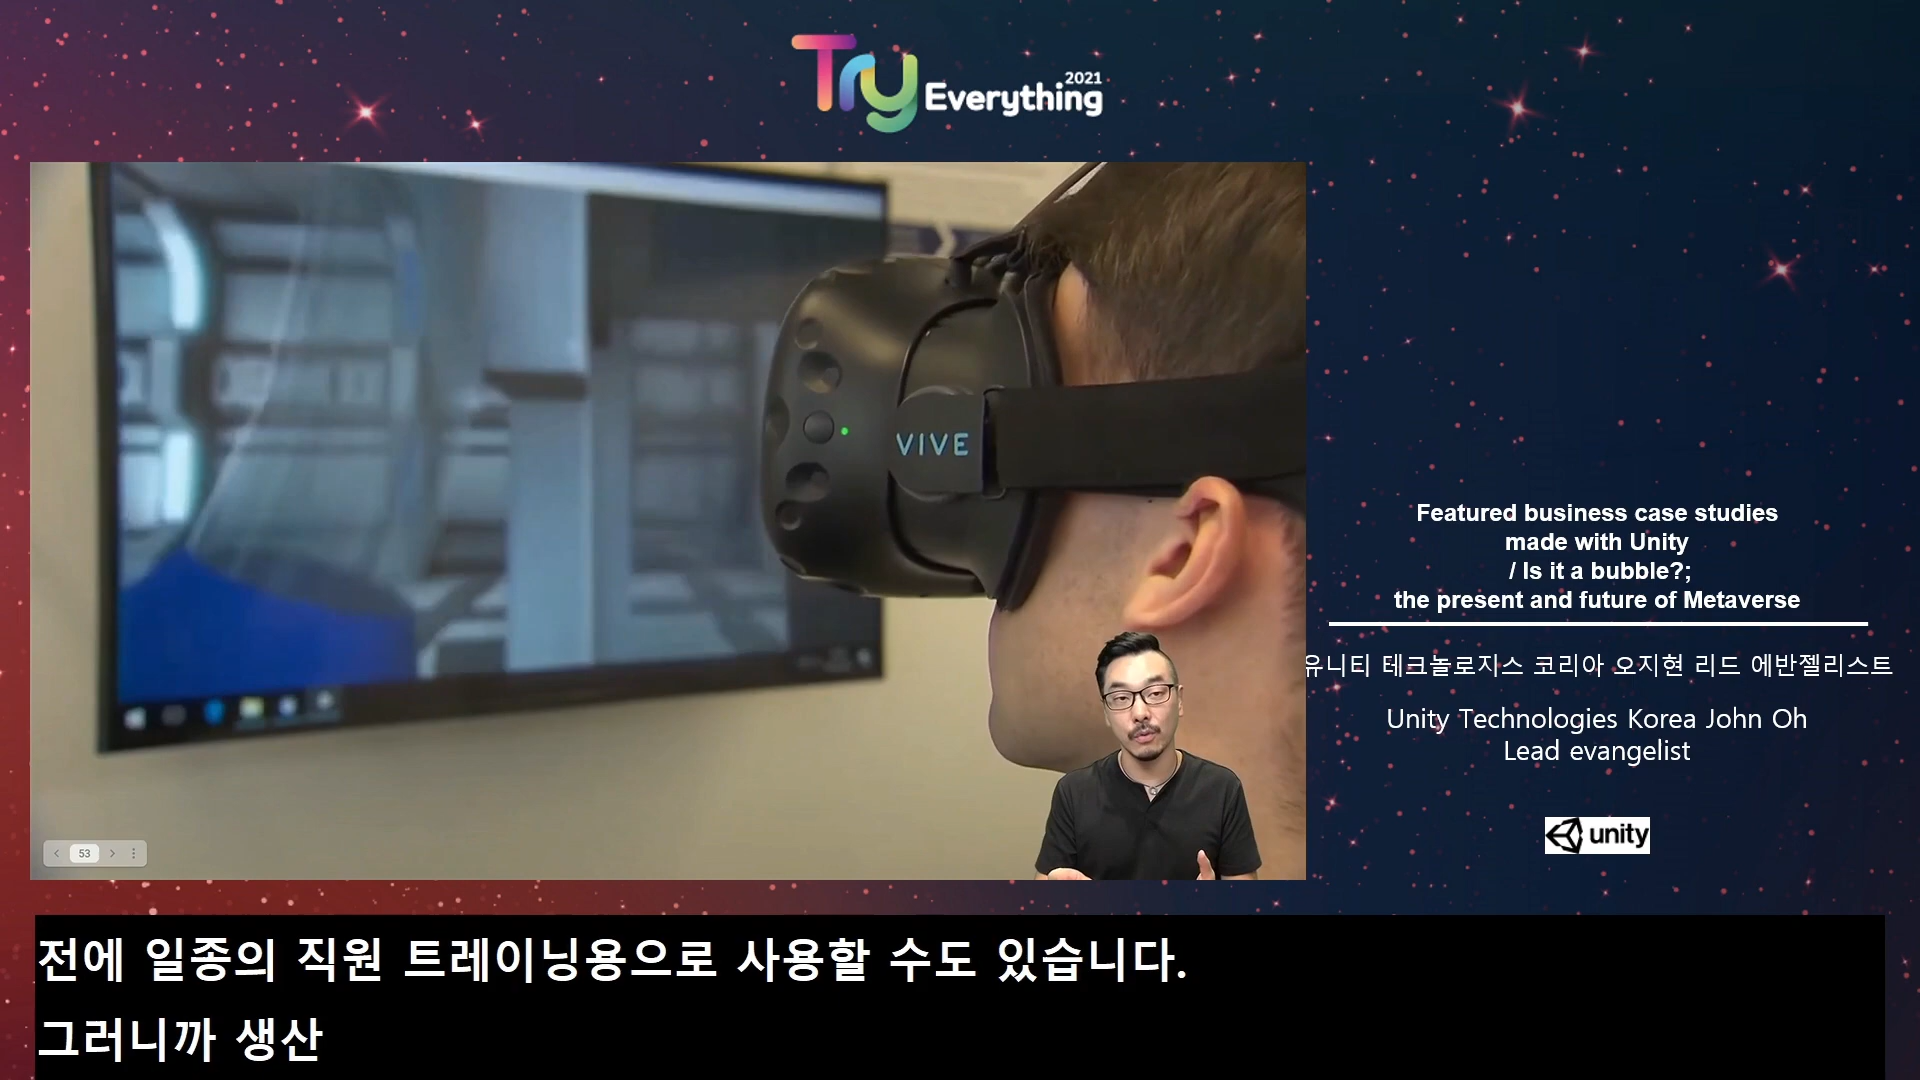 Try
2021
Everything
VIVE
53
Featured business case studies
made with Unity
/ Is it a bubble?;
the present and future of Metaverse
유니티 테크놀로지스 코리아 오지현 리드 에반젤리스트
Unity Technologies Korea John Oh
Lead evangelist
unity
전에 일종의 직원 트레이닝용으로 사용할 수도 있습니다.
그러니까 생산